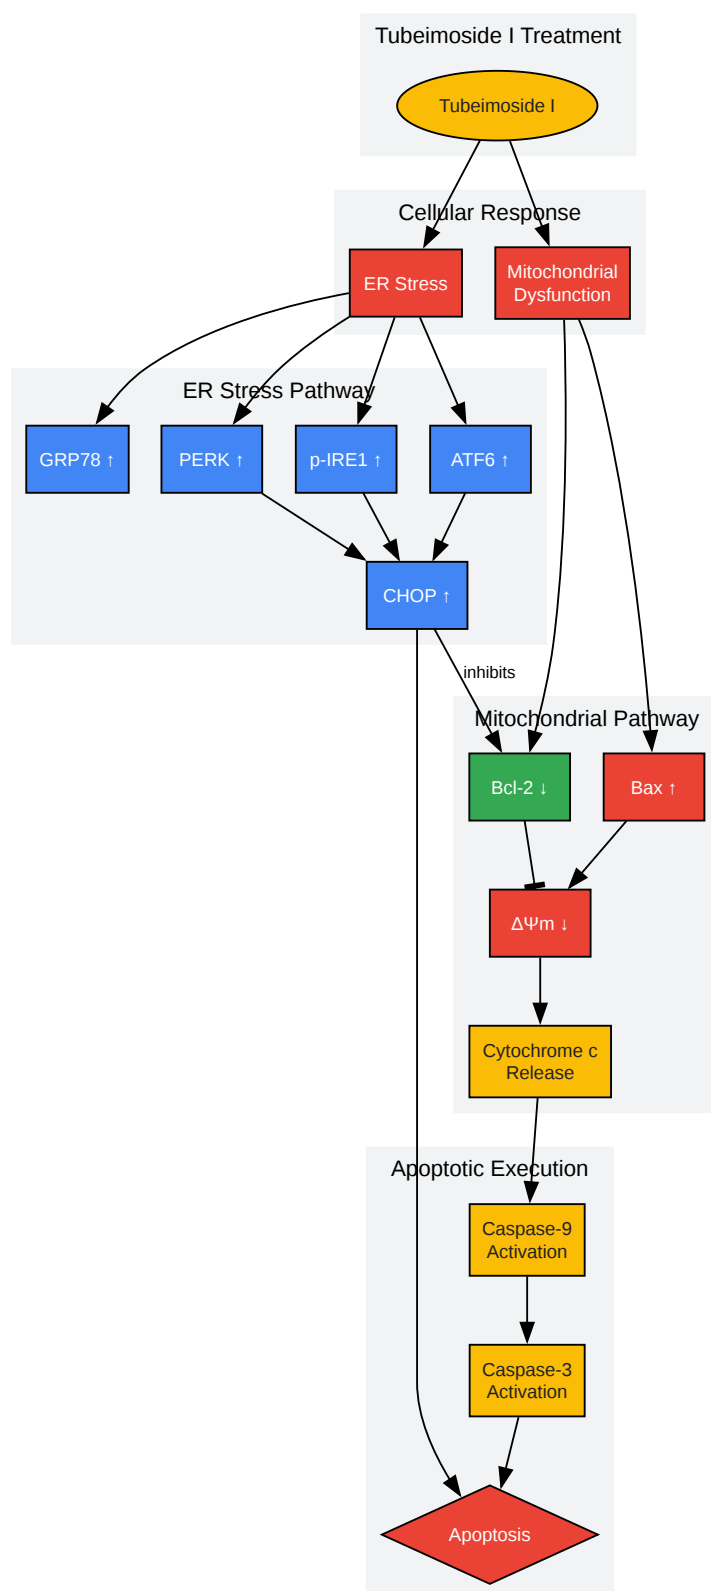 Tubeimoside I Treatment
Tubeimoside I
Cellular Response
ER Stress
Mitochondrial
Dysfunction
ER Stress Pathway
GRP78 ↑
PERK ↑
p-IRE1 ↑
ATF6 ↑
CHOP ↑
inhibits
Mitochondrial Pathway
Bcl-2 ↓
Bax ↑
ΔΨm ↓
Cytochrome c
Release
Apoptotic Execution
Caspase-9
Activation
Caspase-3
Activation
Apoptosis